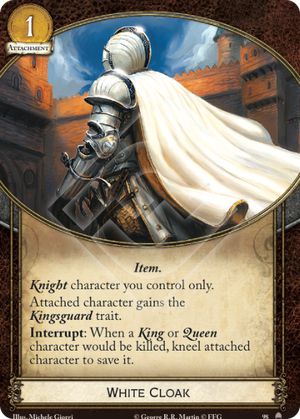 1
ATTACHMENT
Item.
Knight character you control only.
Attached character gains the
Kingsguard trait.
Interrupt: When a King or Queen
character would be killed, kneel attached
character to save it.
WHITE CLOAK
Illus. Michele Giorgi
© George R.R. Martin © FFG
98